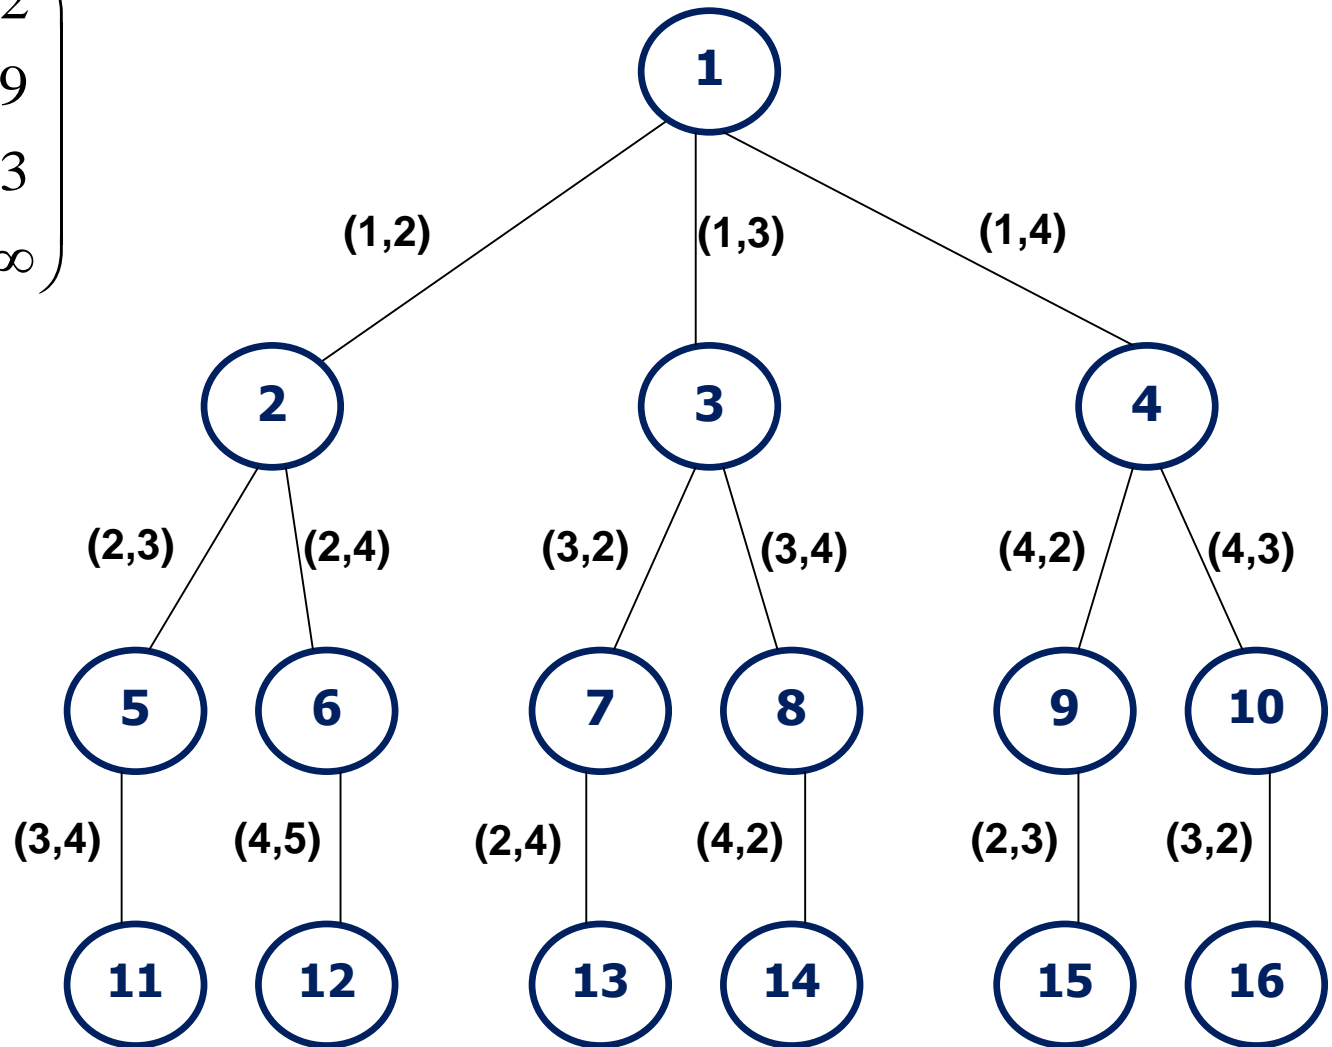 2
9
3
∞
1
(1,2) (1,3) (1,4)
2 3 4
(2,3) (2,4) (3,2) (3,4) (4,2) (4,3)
5 6 7 8 9 10
(3,4) (4,5) (2,4) (4,2) (2,3) (3,2)
11 12 13 14 15 16